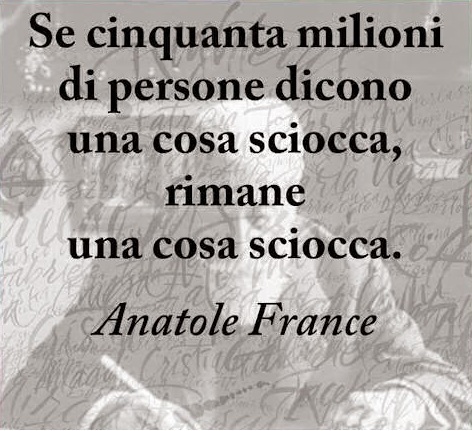 Se cinquanta milioni
di persone dicono
una cosa sciocca,
rimane
una cosa sciocca.
Anatole France